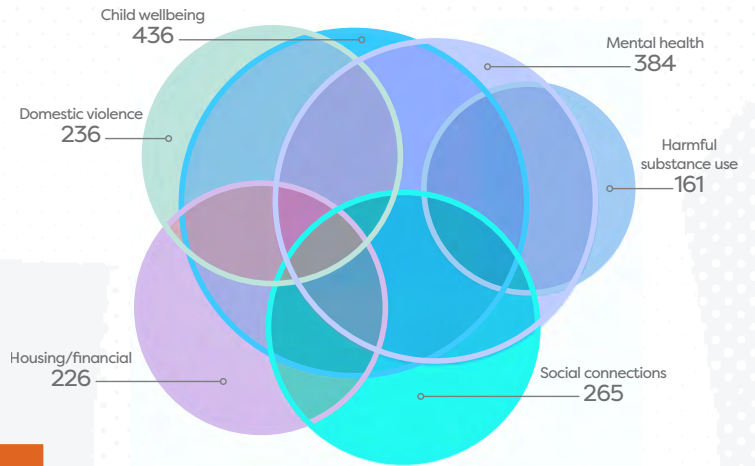 Child wellbeing
436
Mental health
384
Domestic violence
236
Harmful
substance use
161
Housing/financial
226
Social connections
265